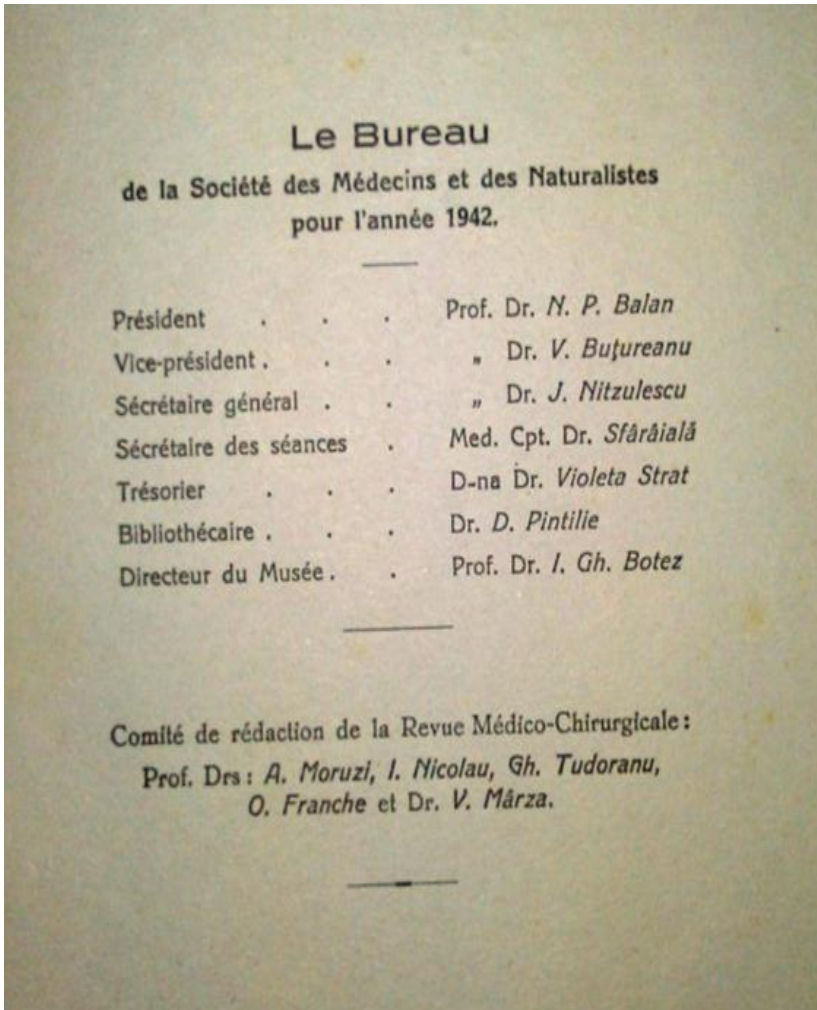 Le Bureau
de la Société des Médecins et des Naturalistes
pour l'année 1942.
Président . . . Prof. Dr. N. P. Balan
Vice-président . . . „ Dr. V. Buțureanu
Sécrétaire général . . „ Dr. J. Nitzulescu
Sécrétaire des séances . Med. Cpt. Dr. Sfârâială
Trésorier . . . D-na Dr. Violeta Strat
Bibliothécaire . . . Dr. D. Pintilie
Directeur du Musée . . Prof. Dr. I. Gh. Botez
Comité de rédaction de la Revue Médico-Chirurgicale:
Prof. Drs: A. Moruzi, I. Nicolau, Gh. Tudoranu,
O. Franche et Dr. V. Mârza.